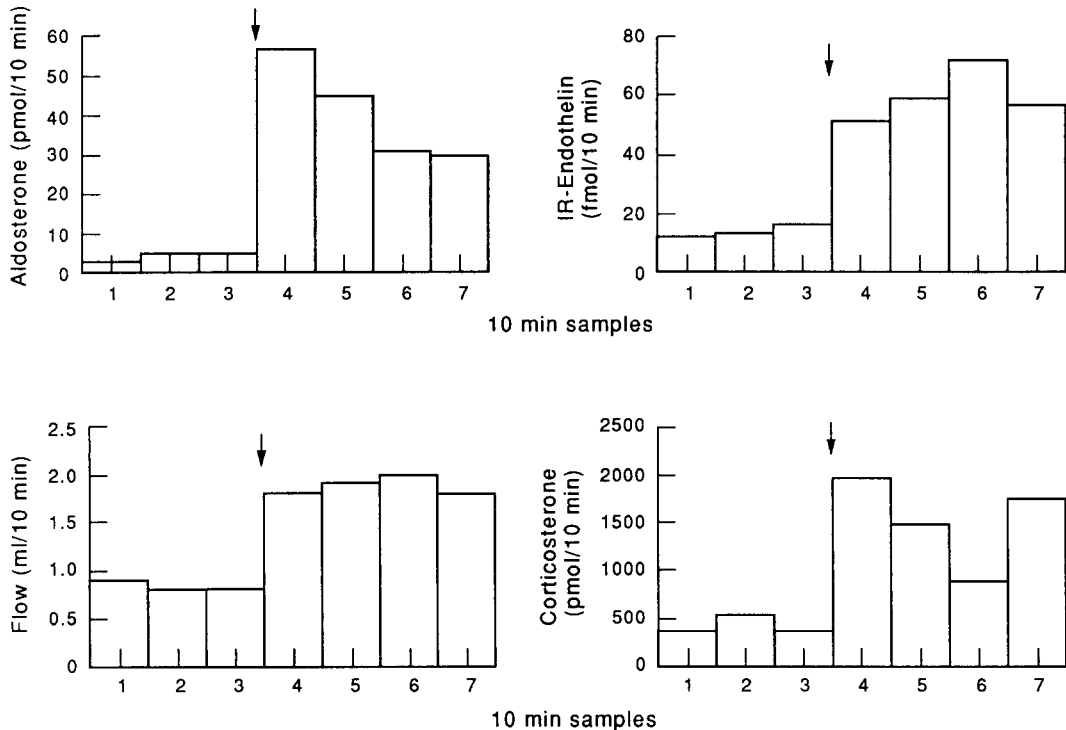 Aldosterone (pmol/10 min)
60
50
40
30
20
10
0
1 2 3 4 5 6 7
IR-Endothelin
(fmol/10 min)
80
60
40
20
0
1 2 3 4 5 6 7
10 min samples
Flow (ml/10 min)
2.5
2.0
1.5
1.0
0.5
0
1 2 3 4 5 6 7
Corticosterone
(pmol/10 min)
2500
2000
1500
1000
500
0
1 2 3 4 5 6 7
10 min samples